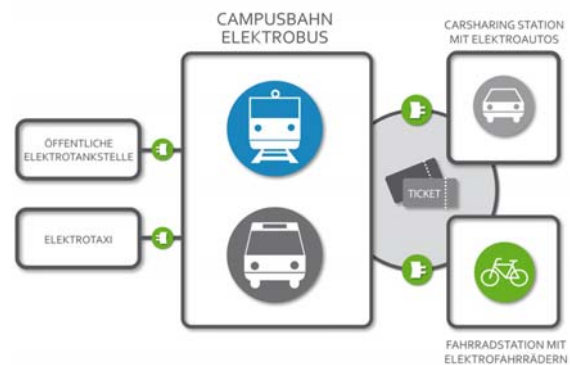 CAMPUSBAHN
ELEKTROBUS
CARSHARING STATION
MIT ELEKTROAUTOS
ÖFFENTLICHE
ELEKTROTANKSTELLE
TICKET
ELEKTROTAXI
FAHRRADSTATION MIT
ELEKTROFAHRRÄDERN